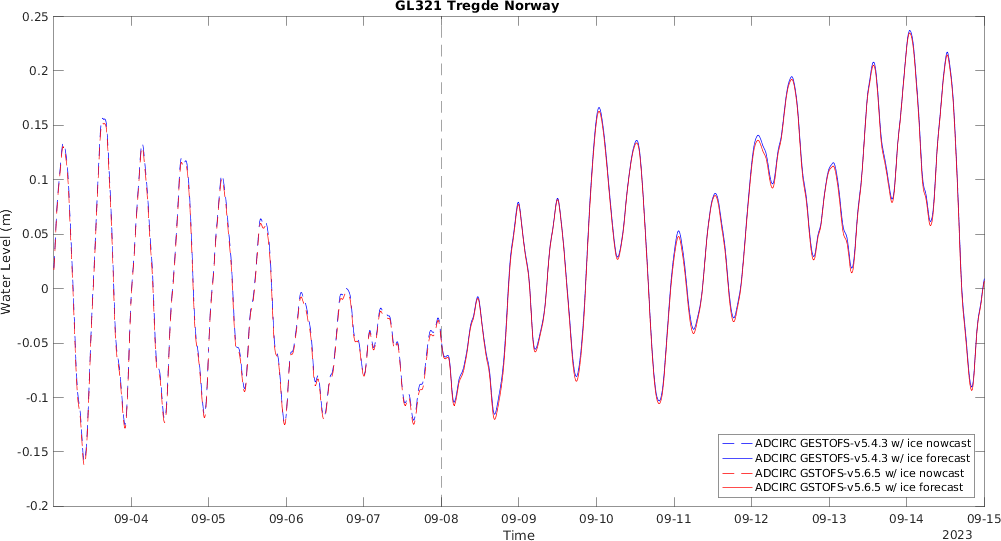 GL321 Tregde Norway
0.25
0.2
0.15
0.1
0.05
0
-0.05
-0.1
-0.15
-0.2
Water Level (m)
ADCIRC GESTOFS-v5.4.3 w/ ice nowcast
ADCIRC GESTOFS-v5.4.3 w/ ice forecast
ADCIRC GSTOFS-v5.6.5 w/ ice nowcast
ADCIRC GSTOFS-v5.6.5 w/ ice forecast
09-04 09-05 09-06 09-07 09-08 09-09 09-10 09-11 09-12 09-13 09-14 09-15
Time
2023